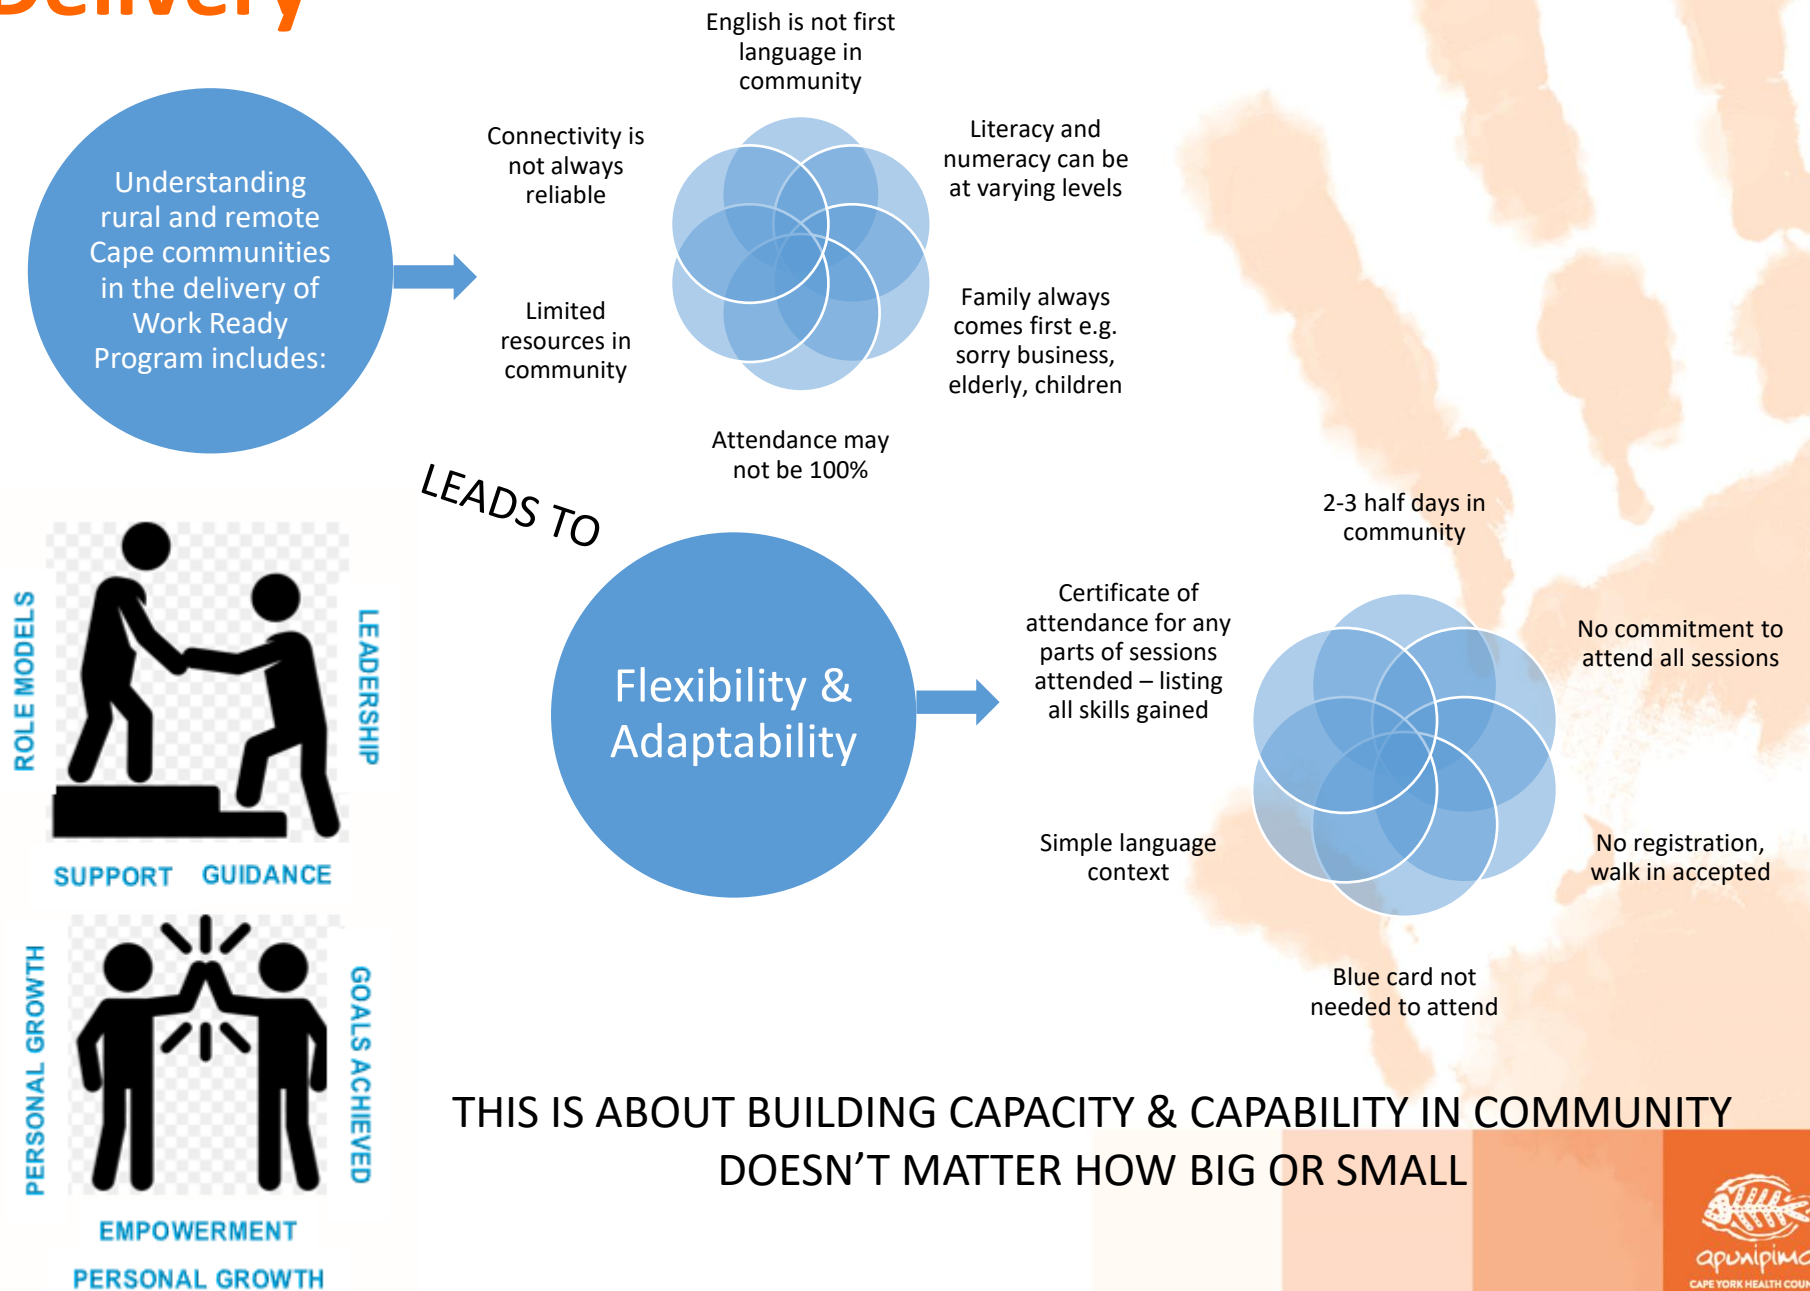 Delivery
Understanding
rural and remote
Cape communities
in the delivery of
Work Ready
Program includes:
English is not first
language in
community
Literacy and
numeracy can be
at varying levels
Family always
comes first e.g.
sorry business,
elderly, children
Attendance may
not be 100%
Limited
resources in
community
Connectivity is
not always
reliable
LEADS TO
Flexibility &
Adaptability
2-3 half days in
community
No commitment to
attend all sessions
No registration,
walk in accepted
Blue card not
needed to attend
Simple language
context
Certificate of
attendance for any
parts of sessions
attended – listing
all skills gained
ROLE MODELS
LEADERSHIP
SUPPORT GUIDANCE
PERSONAL GROWTH
GOALS ACHIEVED
EMPOWERMENT
PERSONAL GROWTH
THIS IS ABOUT BUILDING CAPACITY & CAPABILITY IN COMMUNITY
DOESN’T MATTER HOW BIG OR SMALL
CAPE YORK HEALTH